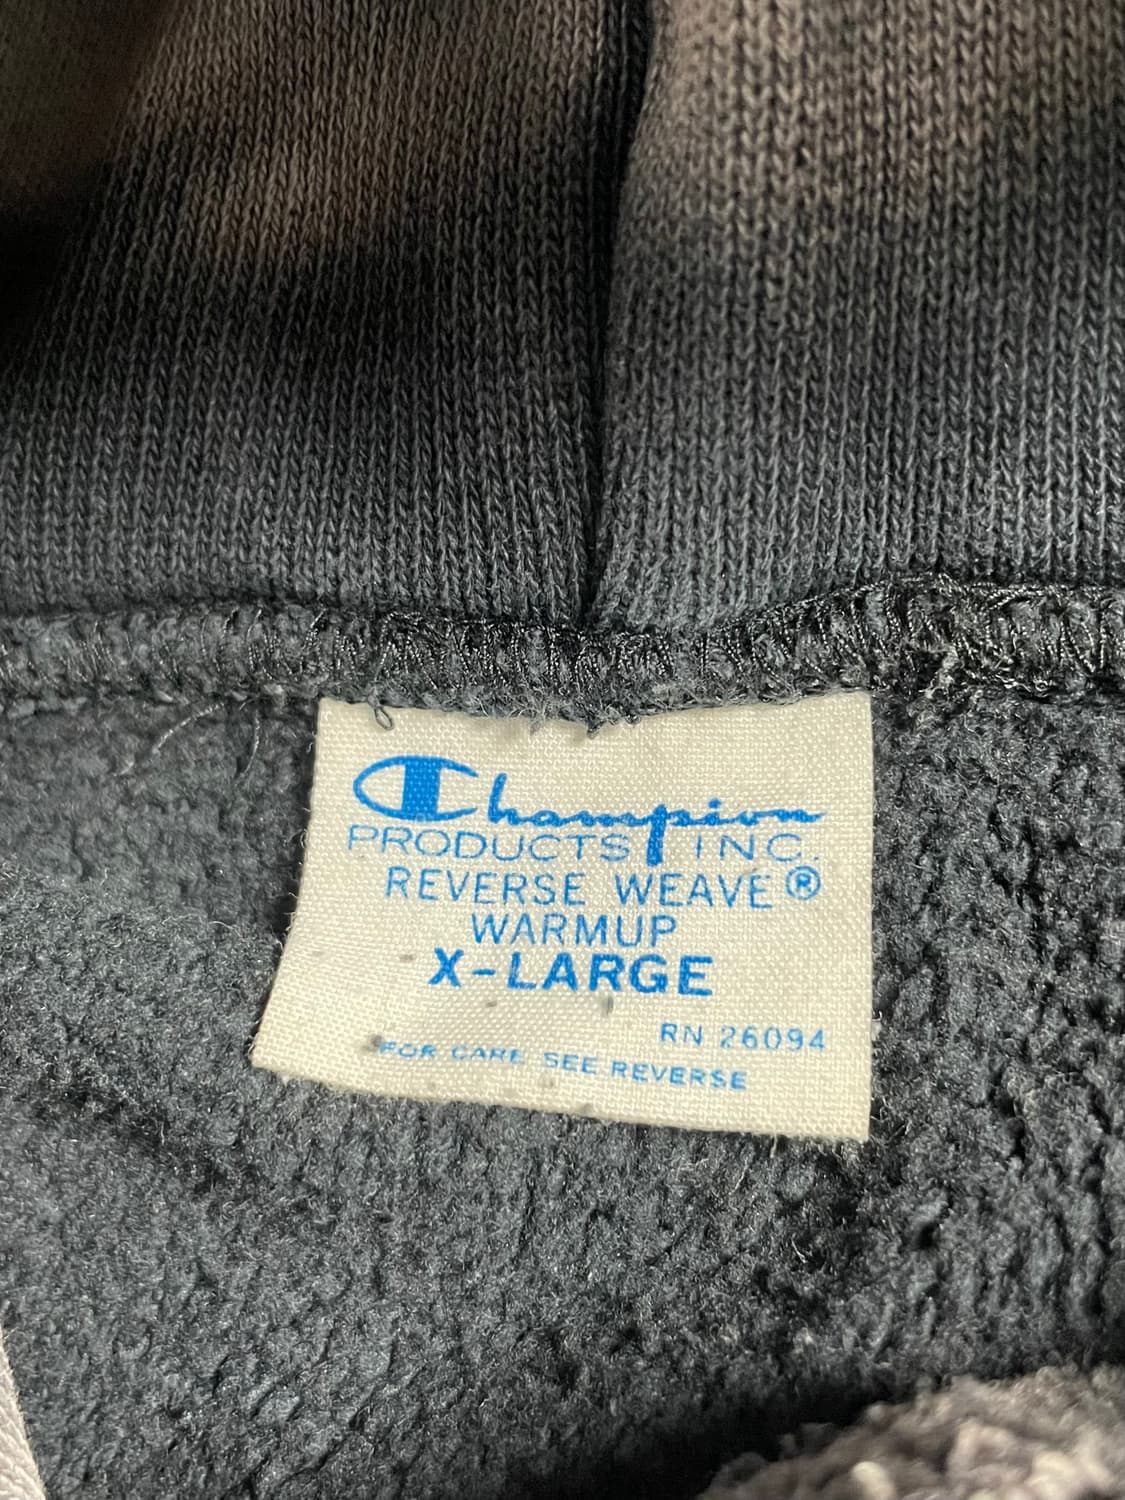 Champion
PRODUCTS INC.
REVERSE WEAVE®
WARMUP
X-LARGE
RN 26094
FOR CARE SEE REVERSE